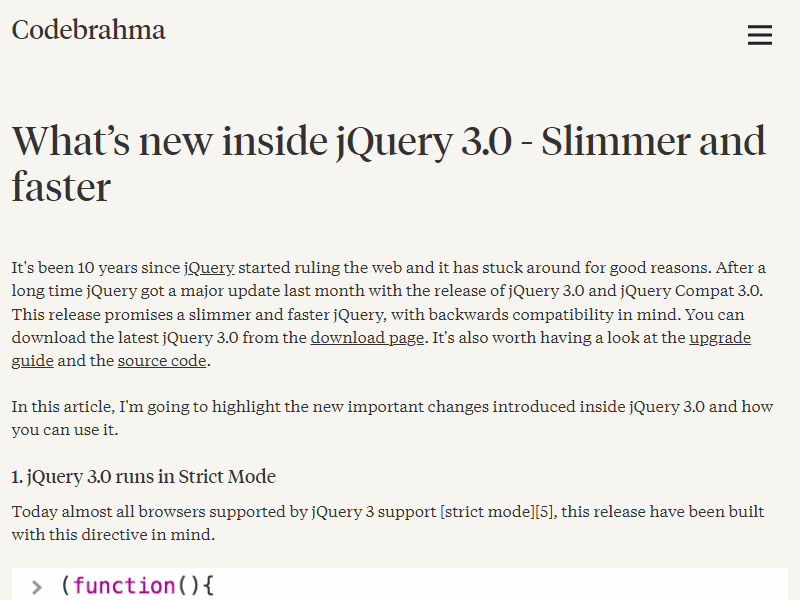 Codebrahma
What’s new inside jQuery 3.0 - Slimmer and
faster
It's been 10 years since jQuery started ruling the web and it has stuck around for good reasons. After a
long time jQuery got a major update last month with the release of jQuery 3.0 and jQuery Compat 3.0.
This release promises a slimmer and faster jQuery, with backwards compatibility in mind. You can
download the latest jQuery 3.0 from the download page. It's also worth having a look at the upgrade
guide and the source code.
In this article, I'm going to highlight the new important changes introduced inside jQuery 3.0 and how
you can use it.
1. jQuery 3.0 runs in Strict Mode
Today almost all browsers supported by jQuery 3 support [strict mode][5], this release have been built
with this directive in mind.
> (function(){